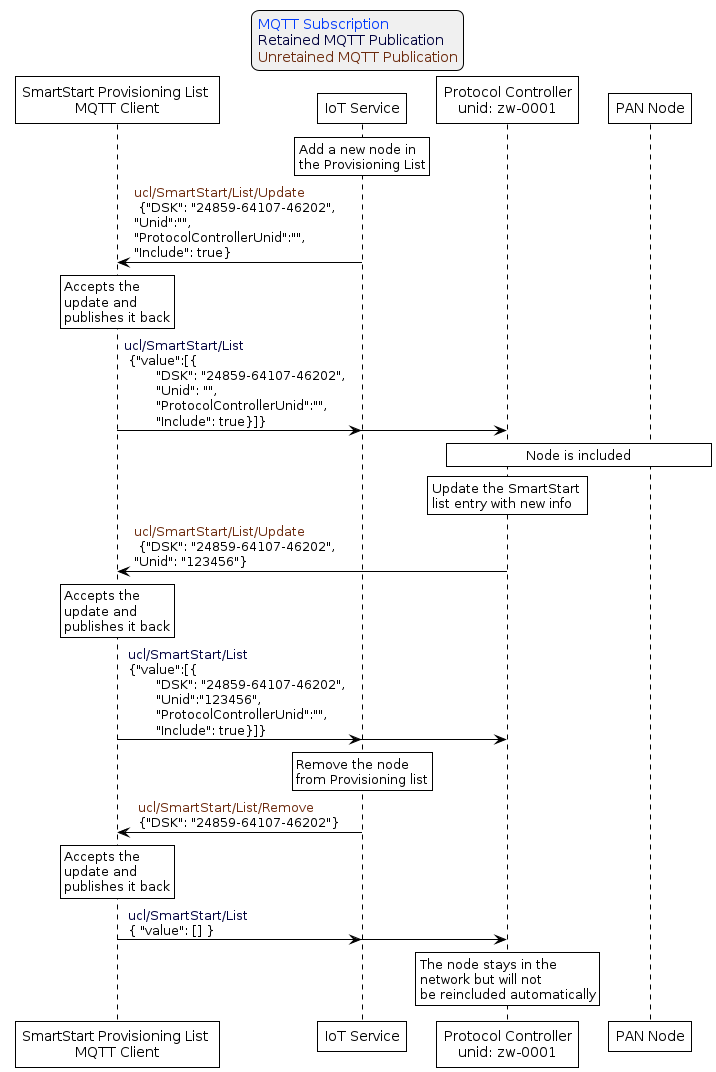 MQTT Subscription
Retained MQTT Publication
Unretained MQTT Publication
SmartStart Provisioning List
MQTT Client
IoT Service
Protocol Controller
unid: zw-0001
PAN Node
Add a new node in
the Provisioning List
ucl/SmartStart/List/Update
{"DSK": "24859-64107-46202",
"Unid":"",
"ProtocolControllerUnid":"",
"Include": true}
Accepts the
update and
publishes it back
ucl/SmartStart/List
{"value":[{
"DSK": "24859-64107-46202",
"Unid": "",
"ProtocolControllerUnid":"",
"Include": true}]}
Node is included
Update the SmartStart
list entry with new info
ucl/SmartStart/List/Update
{"DSK": "24859-64107-46202",
"Unid": "123456"}
Accepts the
update and
publishes it back
ucl/SmartStart/List
{"value":[{
"DSK": "24859-64107-46202",
"Unid":"123456",
"ProtocolControllerUnid":"",
"Include": true}]}
Remove the node
from Provisioning list
ucl/SmartStart/List/Remove
{"DSK": "24859-64107-46202"}
Accepts the
update and
publishes it back
ucl/SmartStart/List
{ "value": [] }
The node stays in the
network but will not
be reincluded automatically
SmartStart Provisioning List
MQTT Client
IoT Service
Protocol Controller
unid: zw-0001
PAN Node